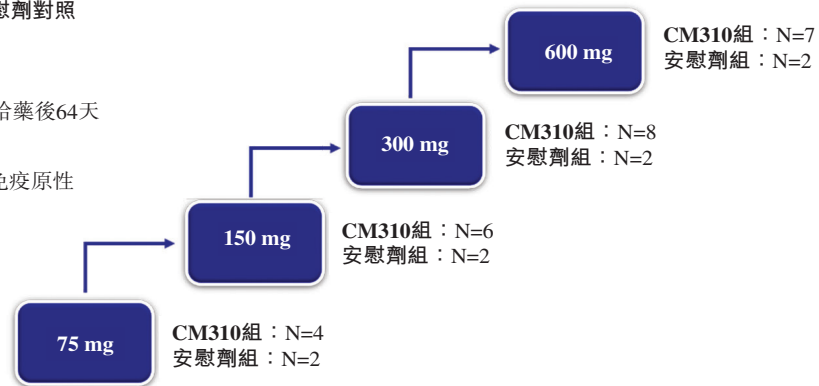 慰劑對照
給藥後64天
免疫原性
600 mg
CM310組：N=7
安慰劑組：N=2
300 mg
CM310組：N=8
安慰劑組：N=2
150 mg
CM310組：N=6
安慰劑組：N=2
75 mg
CM310組：N=4
安慰劑組：N=2